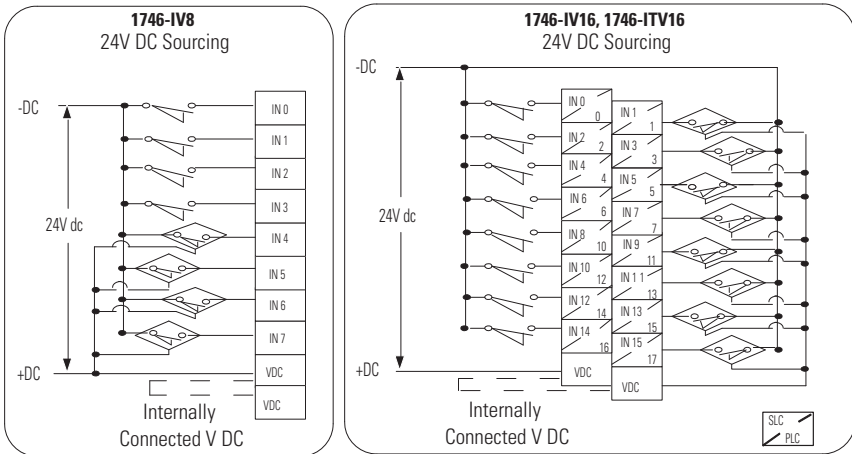 1746-IV8
24V DC Sourcing
-DC
24V dc
+DC
IN 0
IN 1
IN 2
IN 3
IN 4
IN 5
IN 6
IN 7
VDC
VDC
Internally
Connected V DC
1746-IV16, 1746-ITV16
24V DC Sourcing
-DC
24V dc
+DC
IN 0
0
IN 1
1
IN 2
2
IN 3
3
IN 4
4
IN 5
5
IN 6
6
IN 7
7
IN 8
10
IN 9
11
IN 10
12
IN 1 1
13
IN 12
14
IN 13
15
IN 14
16
IN 15
17
VDC
VDC
Internally
Connected V DC
SLC
PLC